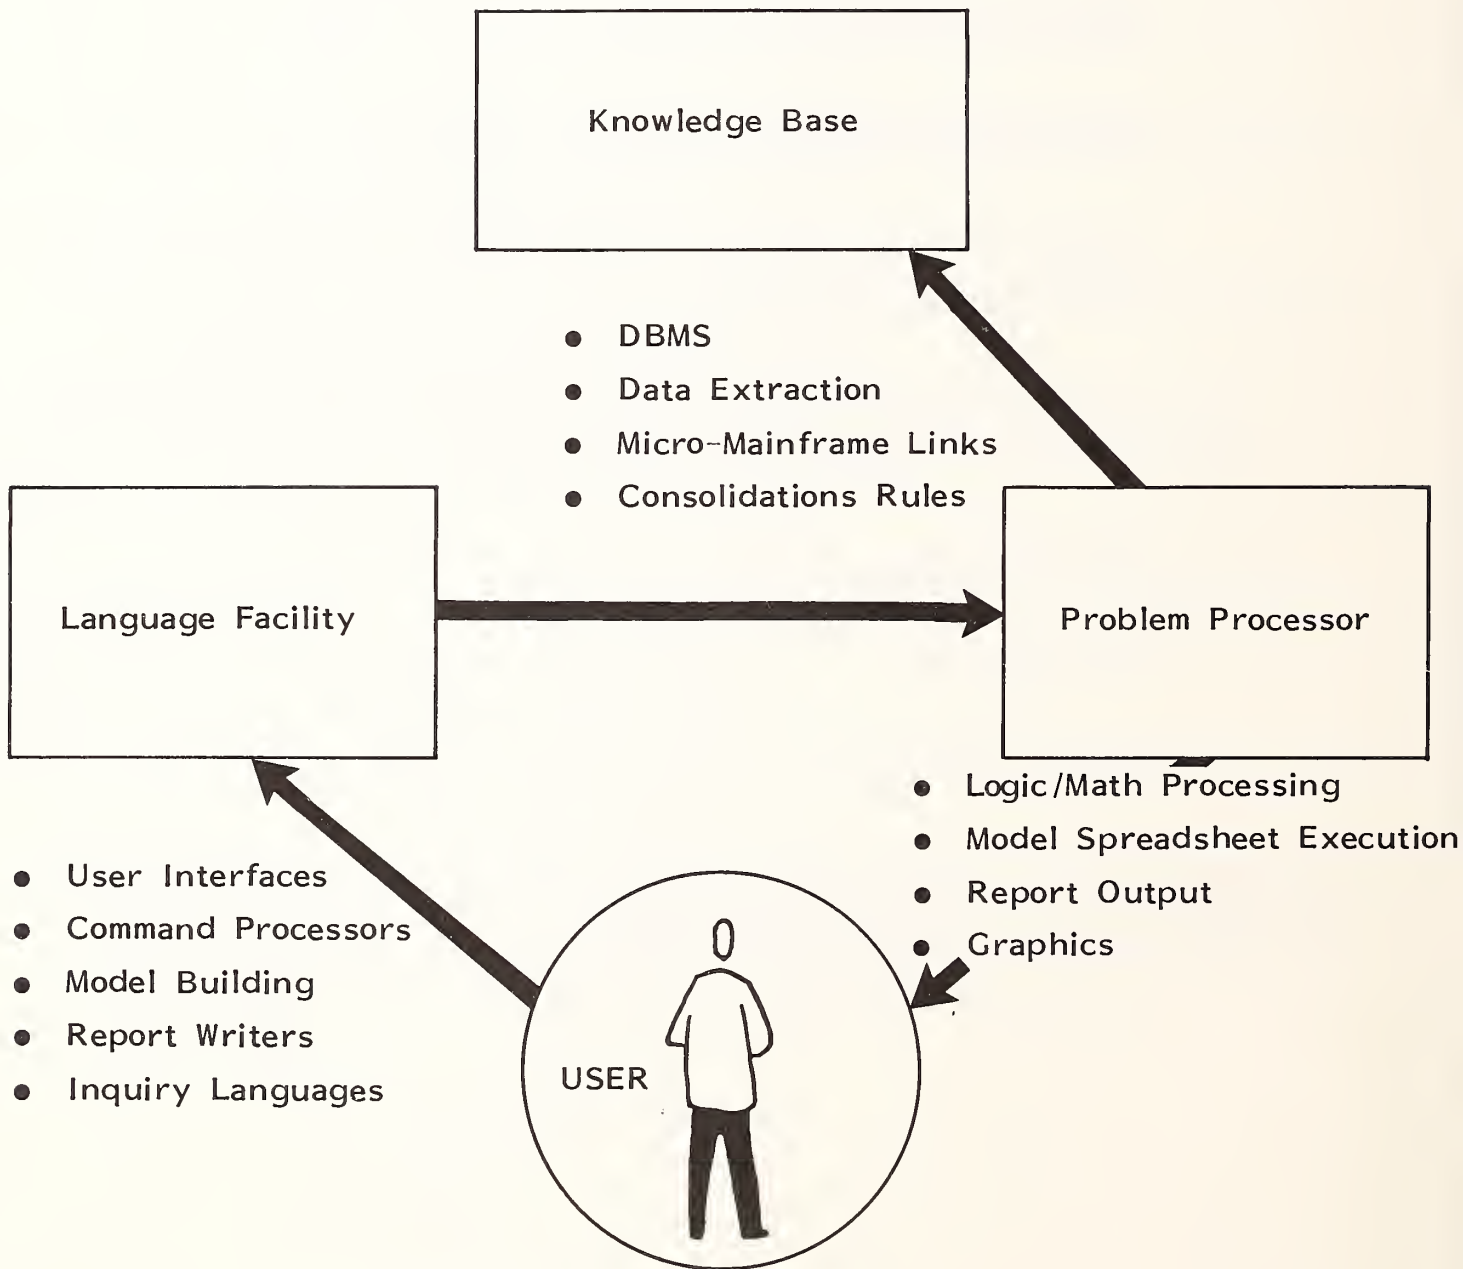 Knowledge Base
● DBMS
● Data Extraction
● Micro-Mainframe Links
● Consolidations Rules
Language Facility
Problem Processor
● Logic/Math Processing
● Model Spreadsheet Execution
● Report Output
● Graphics
● User Interfaces
● Command Processors
● Model Building
● Report Writers
● Inquiry Languages
USER